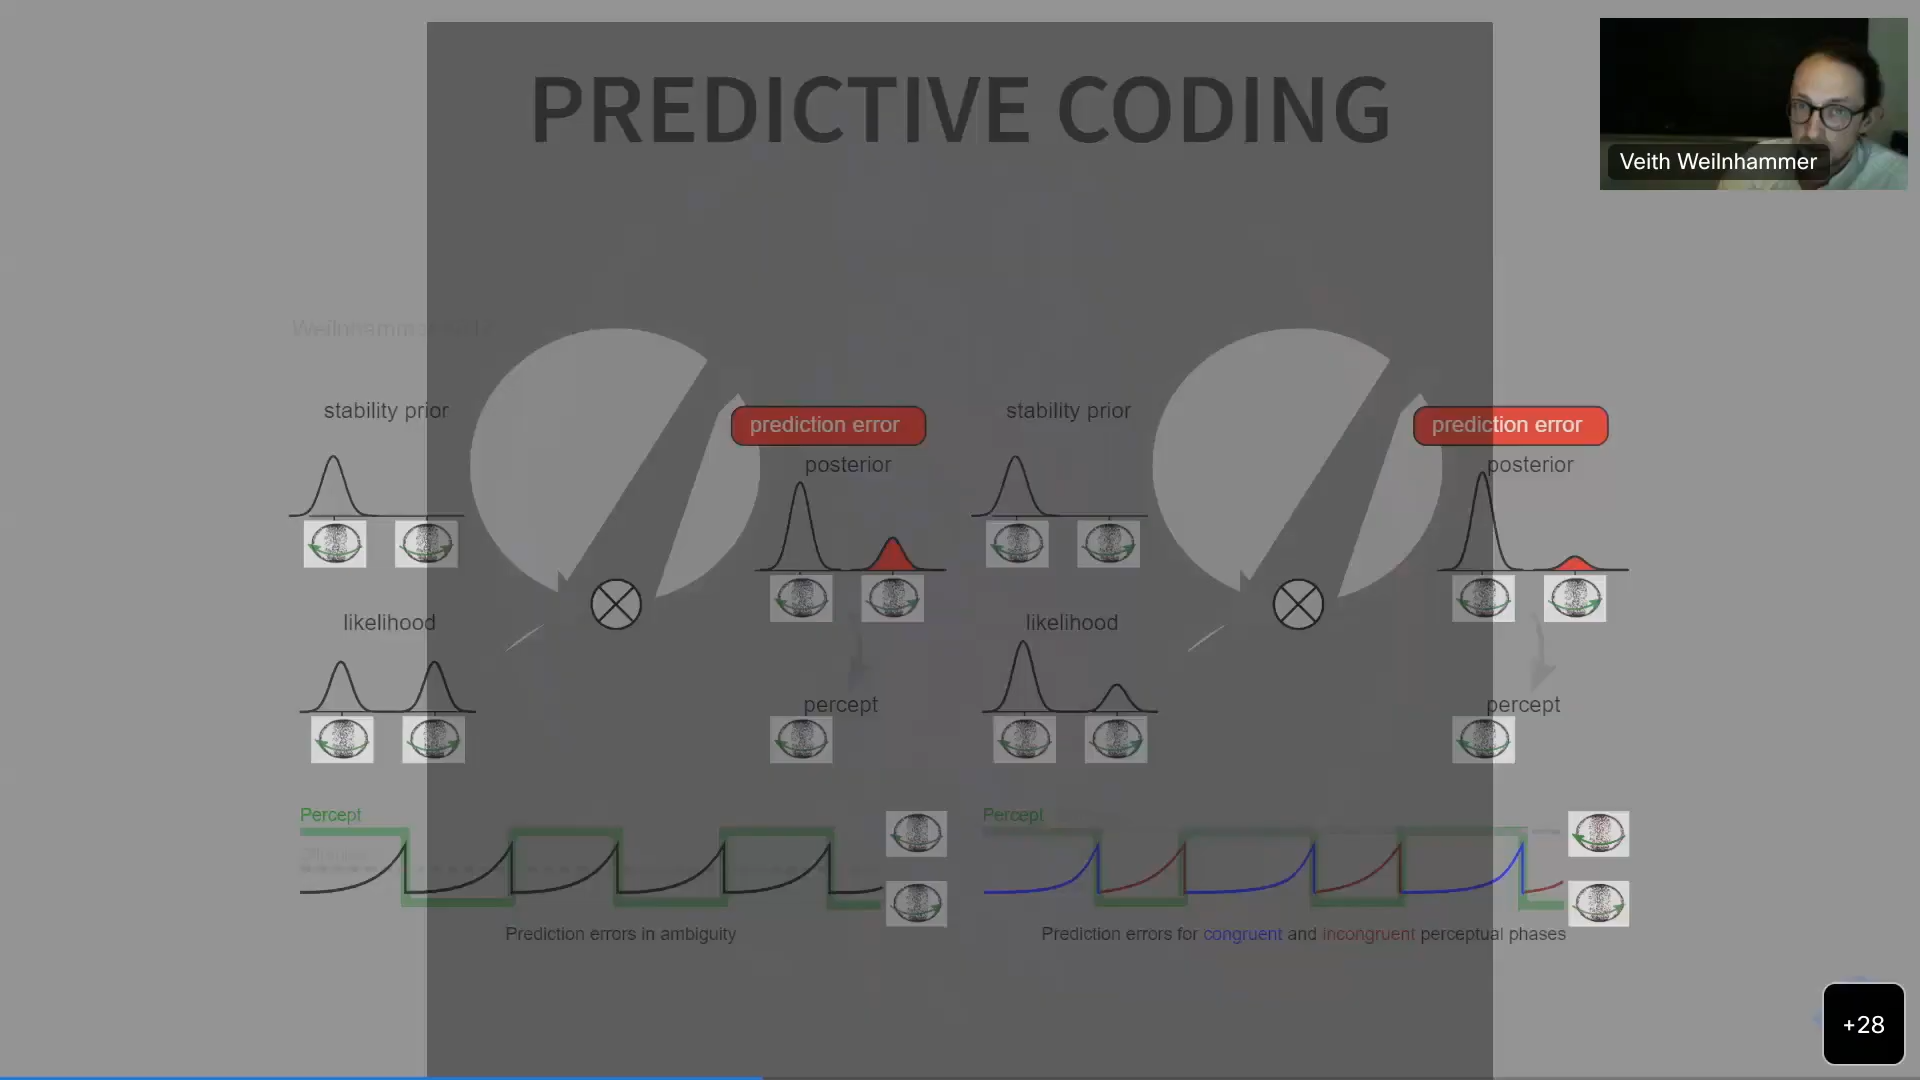 PREDICTIVE CODING
Veith Weilnhammer
stability prior
prediction error
posterior
likelihood
percept
Percept
Prediction errors in ambiguity
stability prior
prediction error
posterior
likelihood
percept
Percept
Prediction errors for congruent and incongruent perceptual phases
+28